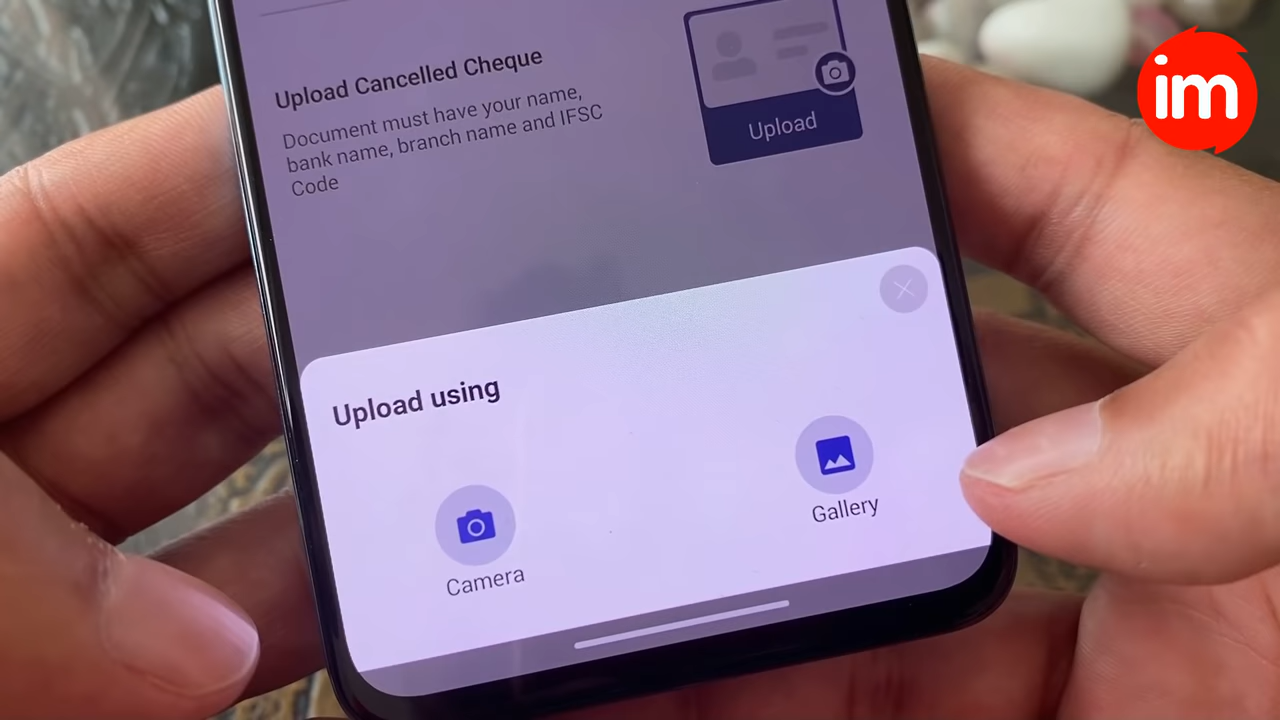 im
Upload Cancelled Cheque
Document must have your name,
bank name, branch name and IFSC
Code
Upload
Upload using
Camera
Gallery